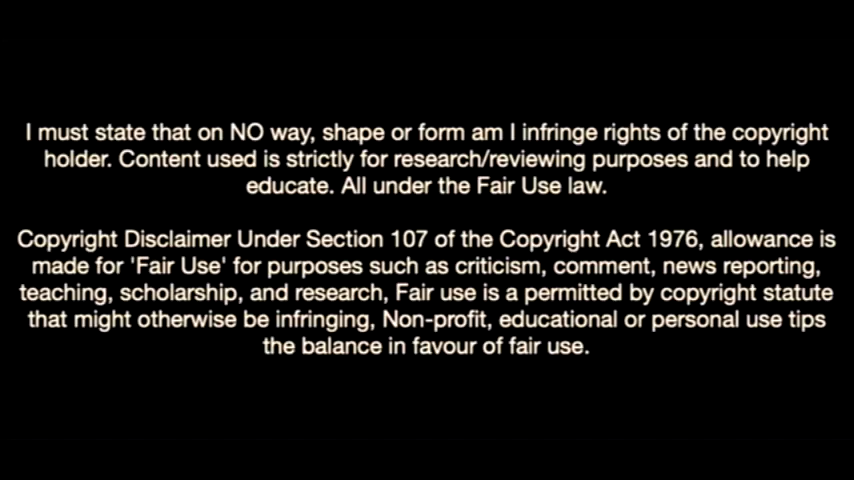 I must state that on NO way, shape or form am I infringe rights of the copyright
holder. Content used is strictly for research/reviewing purposes and to help
educate. All under the Fair Use law.
Copyright Disclaimer Under Section 107 of the Copyright Act 1976, allowance is
made for 'Fair Use' for purposes such as criticism, comment, news reporting,
teaching, scholarship, and research, Fair use is a permitted by copyright statute
that might otherwise be infringing, Non-profit, educational or personal use tips
the balance in favour of fair use.